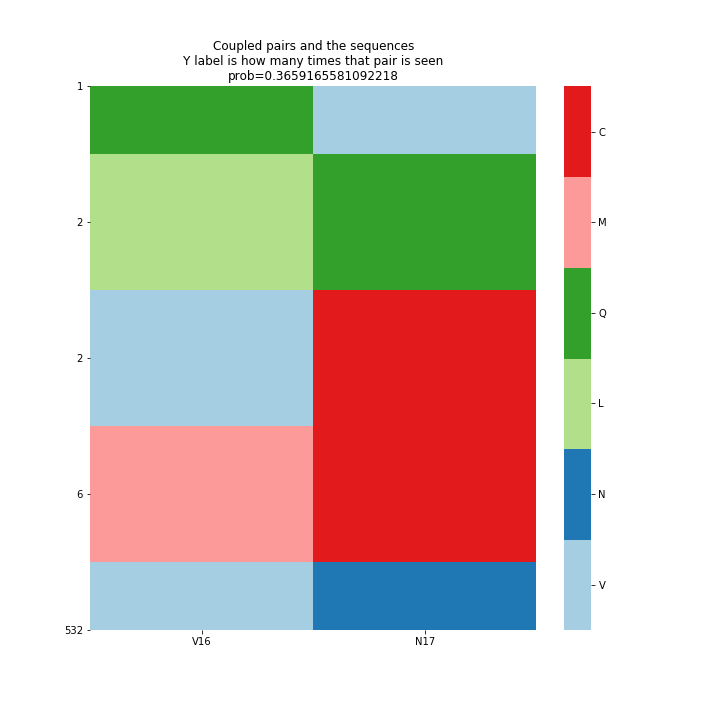 Coupled pairs and the sequences
Y label is how many times that pair is seen
prob=0.3659165581092218
1
2
2
6
532
V16
N17
C
M
Q
L
N
V